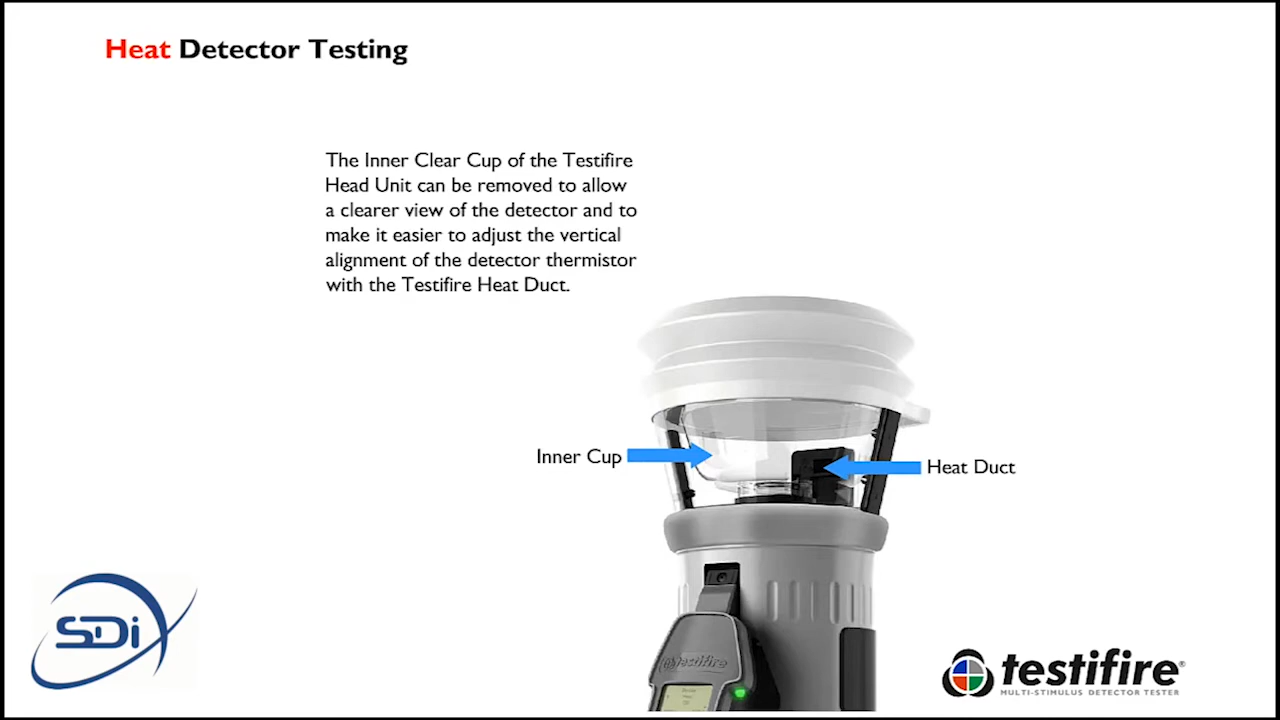 Heat Detector Testing
The Inner Clear Cup of the Testifire
Head Unit can be removed to allow
a clearer view of the detector and to
make it easier to adjust the vertical
alignment of the detector thermistor
with the Testifire Heat Duct.
Inner Cup
Heat Duct
testifire
SDi
testifire®
MULTI-STIMULUS DETECTOR TESTER